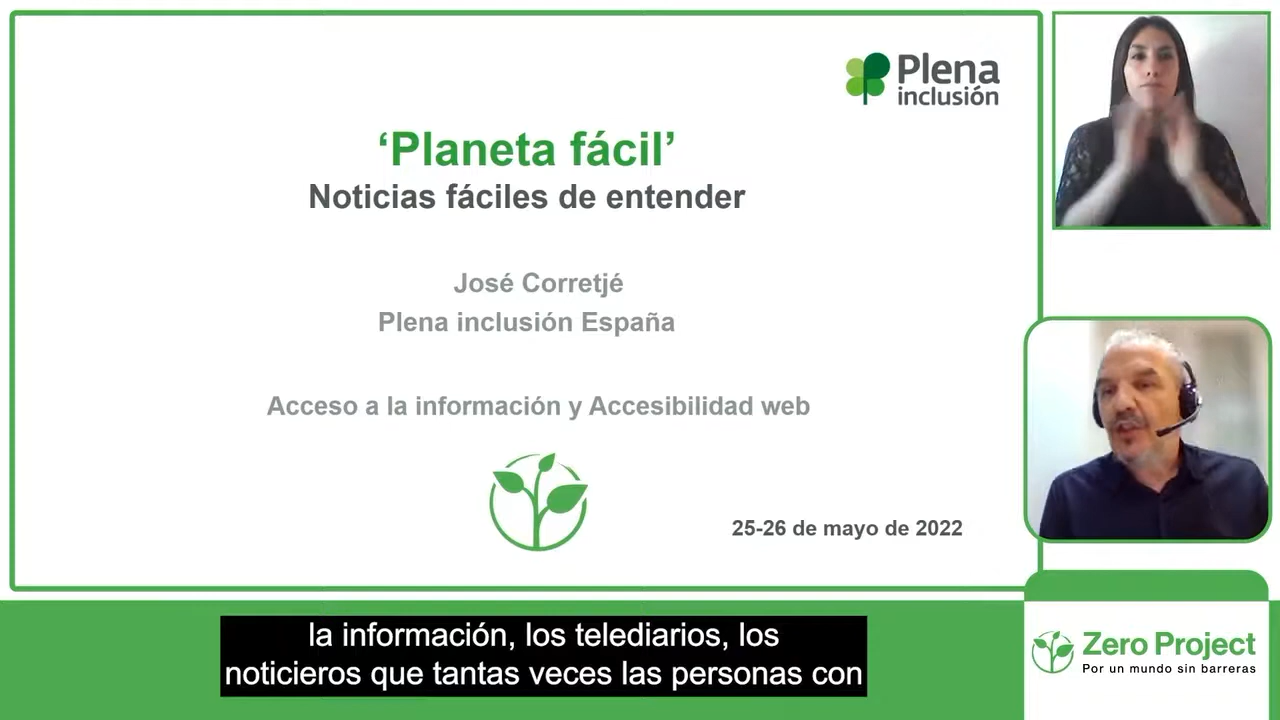 Plena
inclusión
‘Planeta fácil’
Noticias fáciles de entender
José Corretjé
Plena inclusión España
Acceso a la información y Accesibilidad web
25-26 de mayo de 2022
la información, los telediarios, los
noticieros que tantas veces las personas con
Zero Project
Por un mundo sin barreras